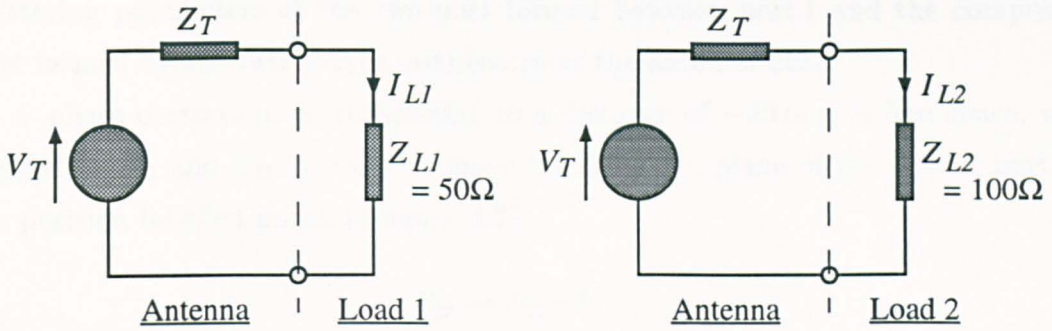 Z_T
I_L1
V_T
Z_L1
= 50Ω
Antenna
Load 1
Z_T
I_L2
V_T
Z_L2
= 100Ω
Antenna
Load 2